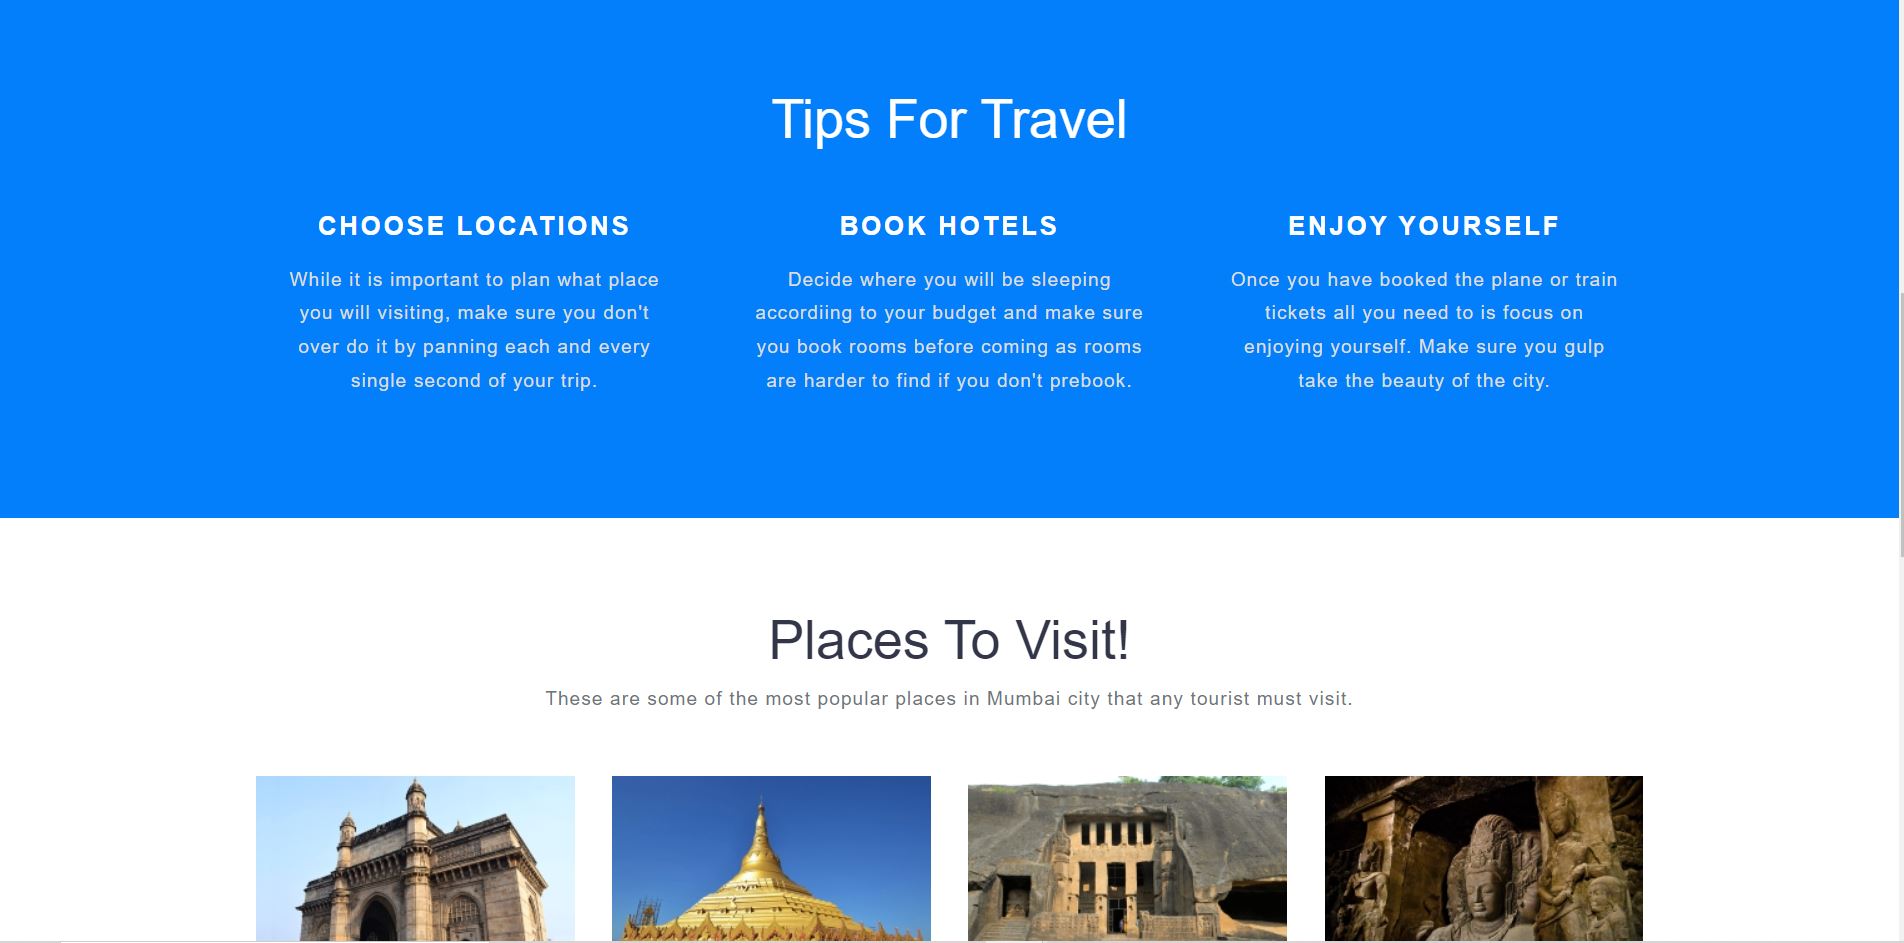 Tips For Travel
CHOOSE LOCATIONS
While it is important to plan what place
you will visiting, make sure you don't
over do it by panning each and every
single second of your trip.
BOOK HOTELS
Decide where you will be sleeping
accordiing to your budget and make sure
you book rooms before coming as rooms
are harder to find if you don't prebook.
ENJOY YOURSELF
Once you have booked the plane or train
tickets all you need to is focus on
enjoying yourself. Make sure you gulp
take the beauty of the city.
Places To Visit!
These are some of the most popular places in Mumbai city that any tourist must visit.